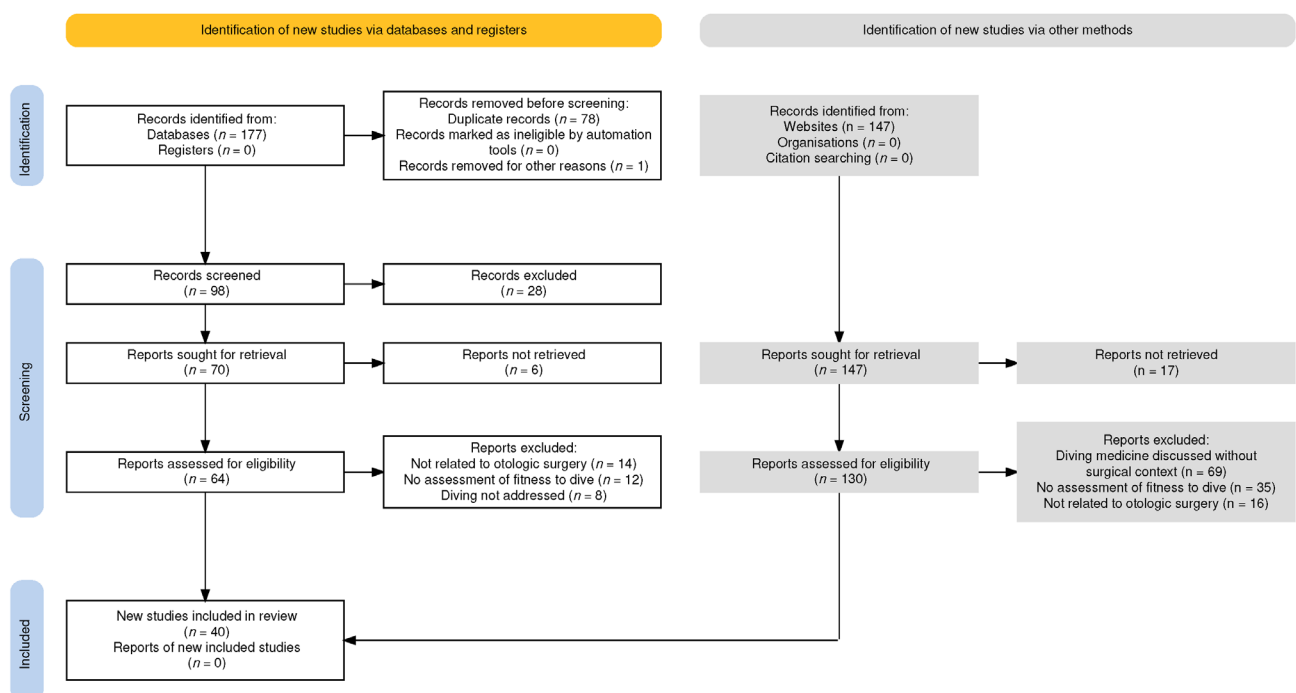 Identification of new studies via databases and registers
Identification of new studies via other methods
Identification
Records identified from:
Databases (n = 177)
Registers (n = 0)
Records removed before screening:
Duplicate records (n = 78)
Records marked as ineligible by automation
tools (n = 0)
Records removed for other reasons (n = 1)
Records identified from:
Websites (n = 147)
Organisations (n = 0)
Citation searching (n = 0)
Screening
Records screened
(n = 98)
Records excluded
(n = 28)
Reports sought for retrieval
(n = 70)
Reports not retrieved
(n = 6)
Reports sought for retrieval
(n = 147)
Reports not retrieved
(n = 17)
Reports assessed for eligibility
(n = 64)
Reports excluded:
Not related to otologic surgery (n = 14)
No assessment of fitness to dive (n = 12)
Diving not addressed (n = 8)
Reports assessed for eligibility
(n = 130)
Reports excluded:
Diving medicine discussed without
surgical context (n = 69)
No assessment of fitness to dive (n = 35)
Not related to otologic surgery (n = 16)
Included
New studies included in review
(n = 40)
Reports of new included studies
(n = 0)